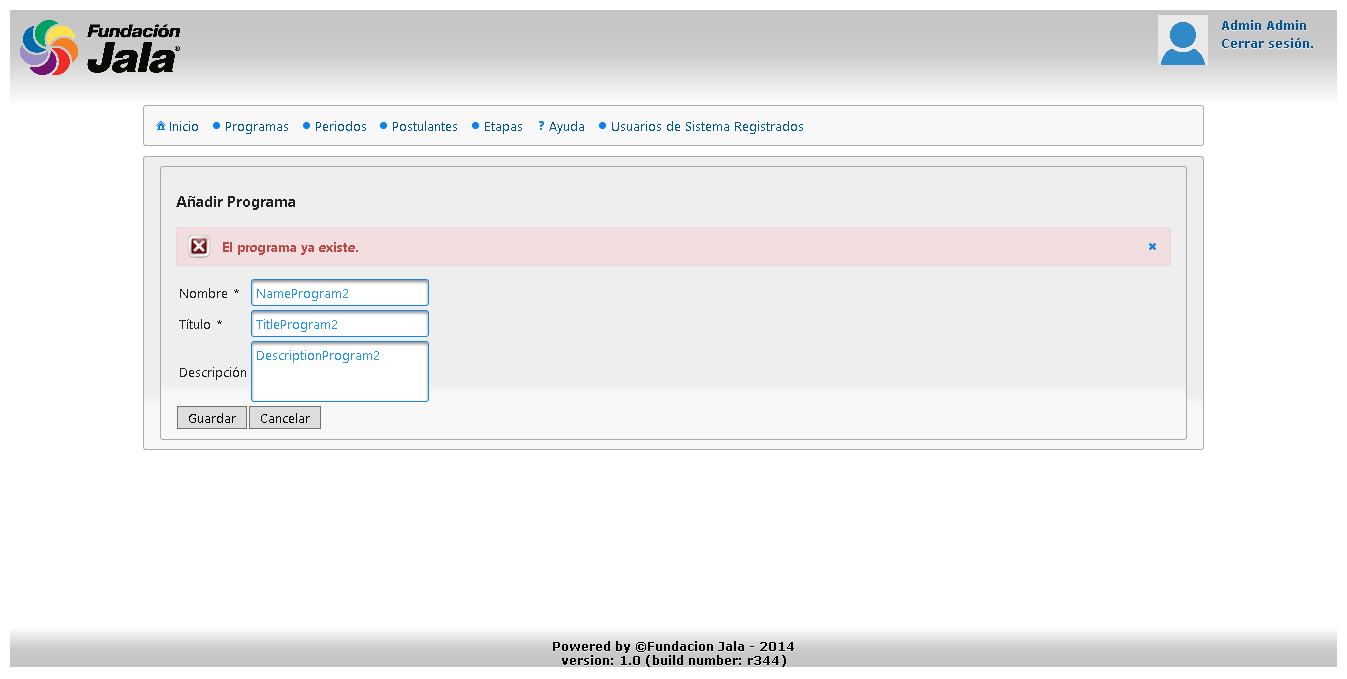 Fundación
Jala®
Admin Admin
Cerrar sesión.
Inicio Programas Periodos Postulantes Etapas ? Ayuda Usuarios de Sistema Registrados
Añadir Programa
El programa ya existe.
Nombre * NameProgram2
Título * TitleProgram2
Descripción DescriptionProgram2
Guardar Cancelar
Powered by ©Fundacion Jala - 2014
version: 1.0 (build number: r344)